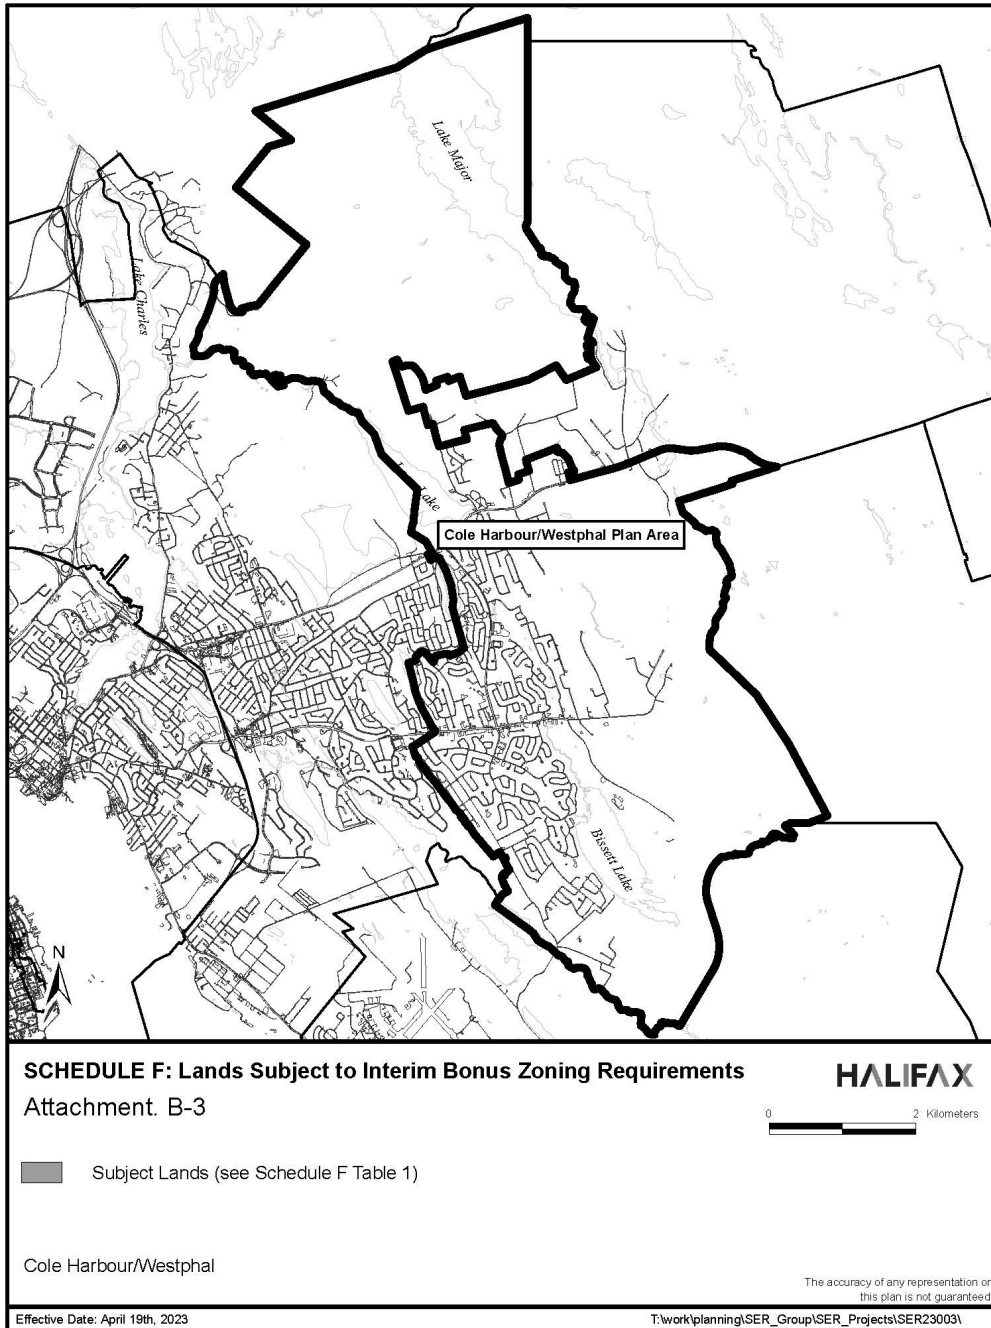 Lake Major
Lake Charles
Lake
Cole Harbour/Westphal Plan Area
Bissett Lake
N
SCHEDULE F: Lands Subject to Interim Bonus Zoning Requirements
HALIFAX
Attachment. B-3
0 2 Kilometers
Subject Lands (see Schedule F Table 1)
Cole Harbour/Westphal
The accuracy of any representation on
this plan is not guaranteed
Effective Date: April 19th, 2023
T:\work\planning\SER_Group\SER_Projects\SER23003\